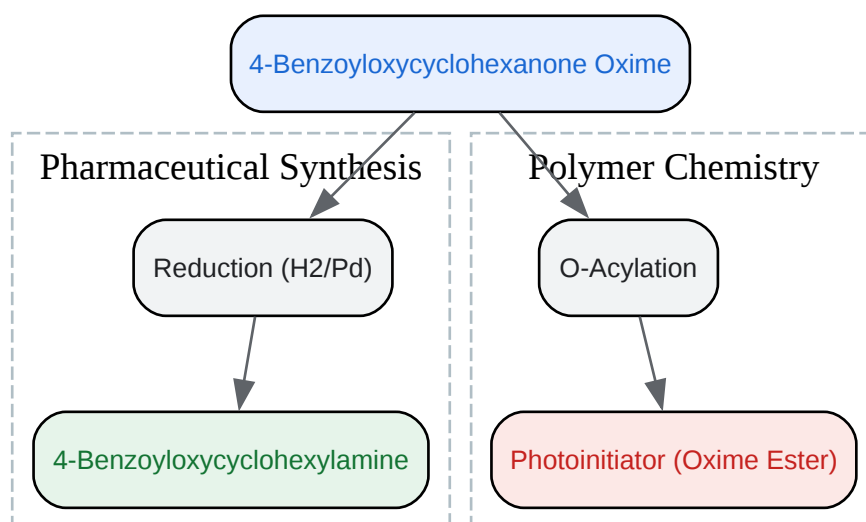 4-Benzoyloxycyclohexanone Oxime
Pharmaceutical Synthesis
Polymer Chemistry
Reduction (H2/Pd)
O-Acylation
4-Benzoyloxycyclohexylamine
Photoinitiator (Oxime Ester)